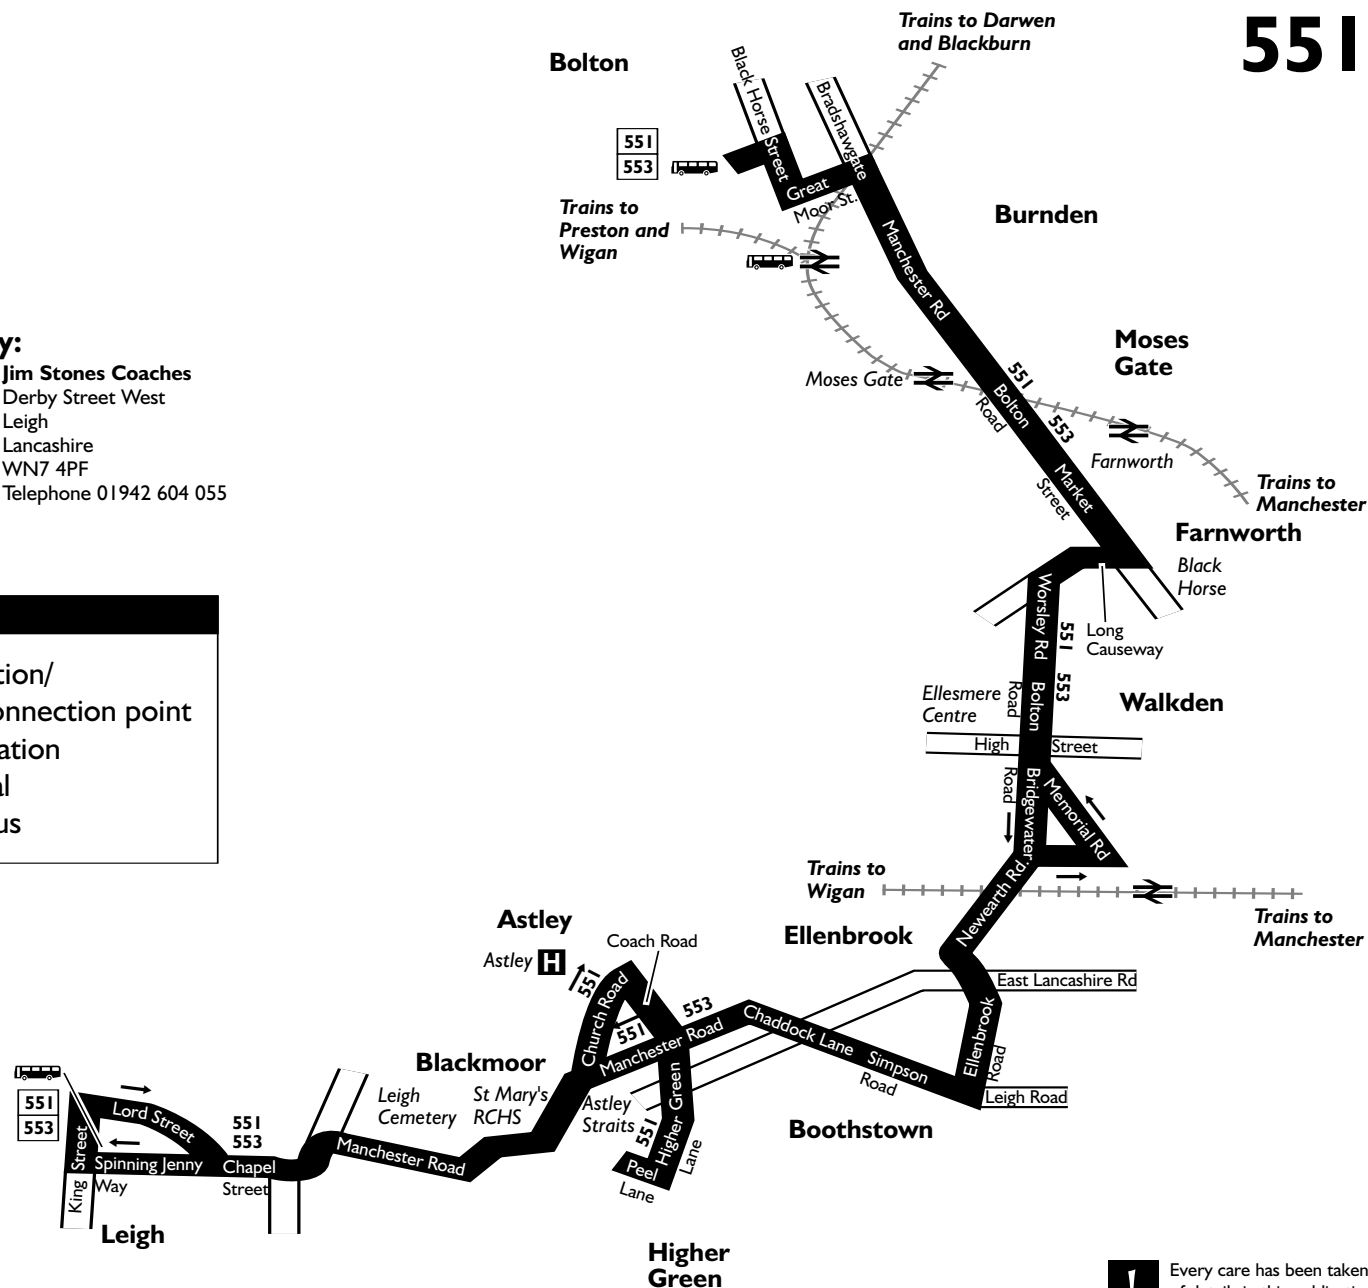 551
Trains to Darwen
and Blackburn
Bolton
Black Horse Street
Bradshawgate
551
553
Great
Moor St.
Trains to
Preston and
Wigan
Burnden
Manchester Rd
Moses
Gate
Moses Gate
551
Bolton
Road
553
Farnworth
Market
Street
Trains to
Manchester
Farnworth
Black
Horse
y:
Jim Stones Coaches
Derby Street West
Leigh
Lancashire
WN7 4PF
Telephone 01942 604 055
tion/
onnection point
ation
al
us
Worsley Rd
551
Long
Causeway
553
Bolton
Road
Ellesmere
Centre
Walkden
High Street
Bridgewater
Road
Memorial Rd
Trains to
Wigan
Newearth Rd.
Trains to
Manchester
Astley
Astley H
Coach Road
Ellenbrook
East Lancashire Rd
551
Church Road
551
553
Manchester Road
Chaddock Lane
Simpson
Road
Ellenbrook
Road
Leigh Road
Boothstown
Blackmoor
Leigh
Cemetery
St Mary's
RCHS
Astley
Straits
Higher Green
Lane
551
Peel
Lane
551
553
Lord Street
551
553
King Street
Spinning Jenny
Way
Chapel
Street
Manchester Road
Leigh
Higher
Green
! Every care has been taken